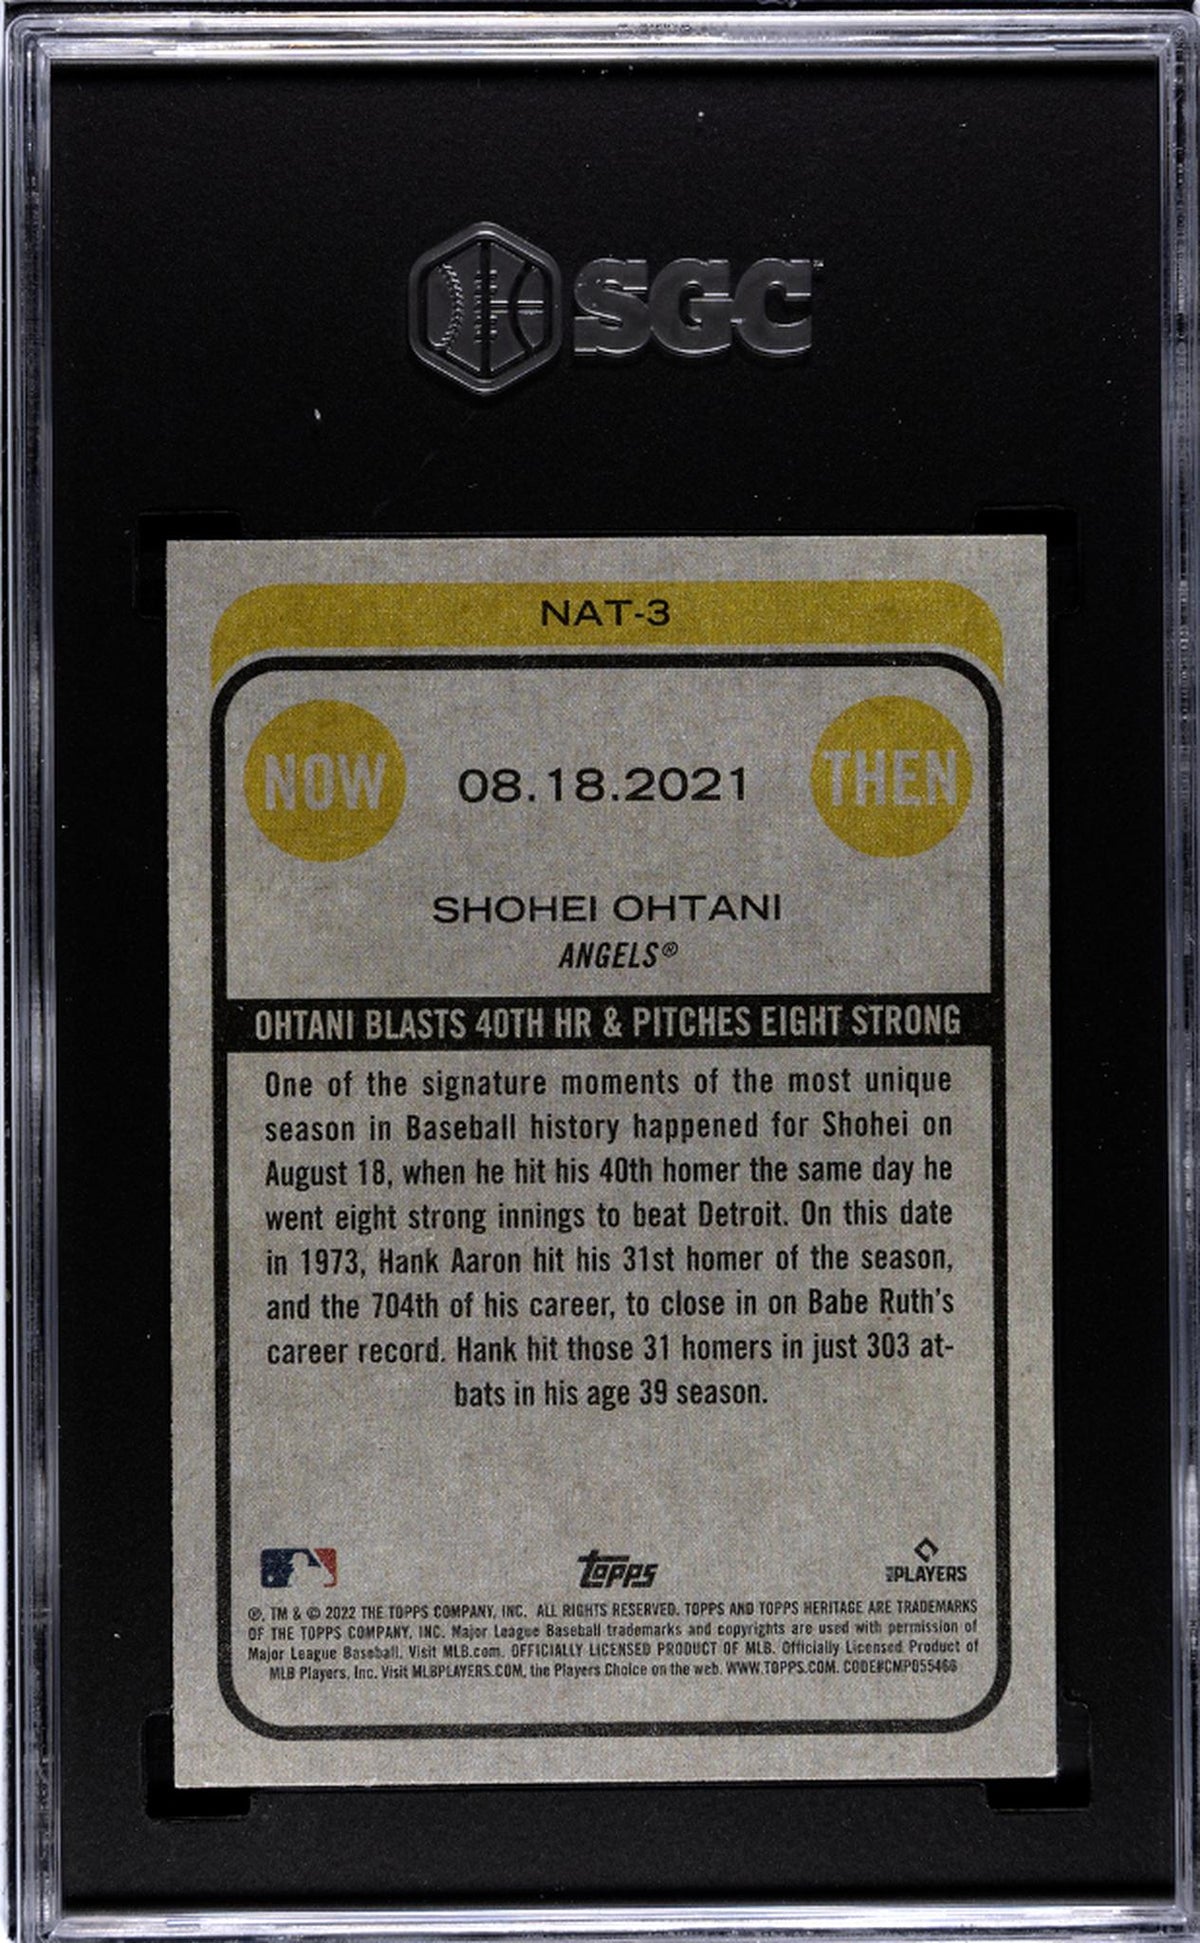 SGC
NAT-3
NOW
08.18.2021
THEN
SHOHEI OHTANI
ANGELS®
OHTANI BLASTS 40TH HR & PITCHES EIGHT STRONG
One of the signature moments of the most unique
season in Baseball history happened for Shohei on
August 18, when he hit his 40th homer the same day he
went eight strong innings to beat Detroit. On this date
in 1973, Hank Aaron hit his 31st homer of the season,
and the 704th of his career, to close in on Babe Ruth's
career record. Hank hit those 31 homers in just 303 at-
bats in his age 39 season.
topps
PLAYERS
℗, TM & © 2022 THE TOPPS COMPANY, INC. ALL RIGHTS RESERVED. TOPPS AND TOPPS HERITAGE ARE TRADEMARKS
OF THE TOPPS COMPANY, INC. Major League Baseball trademarks and copyrights are used with permission of
Major League Baseball. Visit MLB.com. OFFICIALLY LICENSED PRODUCT OF MLB. Officially Licensed Product of
MLB Players, Inc. Visit MLBPLAYERS.COM, the Players Choice on the web. WWW.TOPPS.COM. CODE#CMP055466